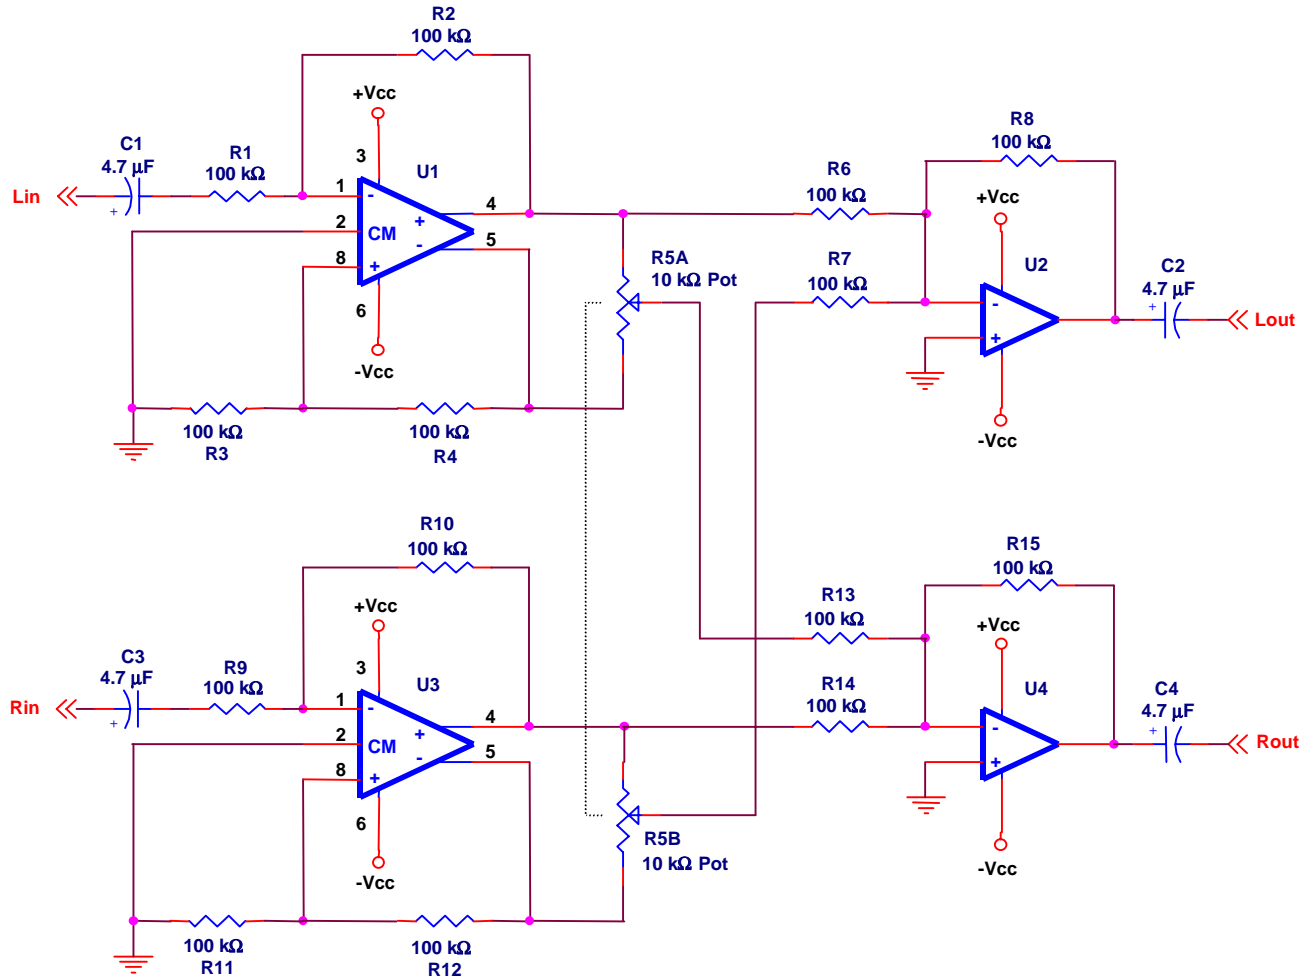 R2
100 kΩ
+Vcc
C1
4.7 µF
R1
100 kΩ
3
U1
Lin
+
1
-
4
2
CM
+
-
5
8
+
6
-Vcc
100 kΩ
R3
100 kΩ
R4
R5A
10 kΩ Pot
R6
100 kΩ
R7
100 kΩ
R8
100 kΩ
+Vcc
U2
-
+
C2
4.7 µF
+
Lout
-Vcc
R10
100 kΩ
+Vcc
C3
4.7 µF
R9
100 kΩ
3
U3
Rin
+
1
-
4
2
CM
+
-
5
8
+
6
-Vcc
100 kΩ
R11
100 kΩ
R12
R5B
10 kΩ Pot
R13
100 kΩ
R14
100 kΩ
R15
100 kΩ
+Vcc
U4
-
+
C4
4.7 µF
+
Rout
-Vcc